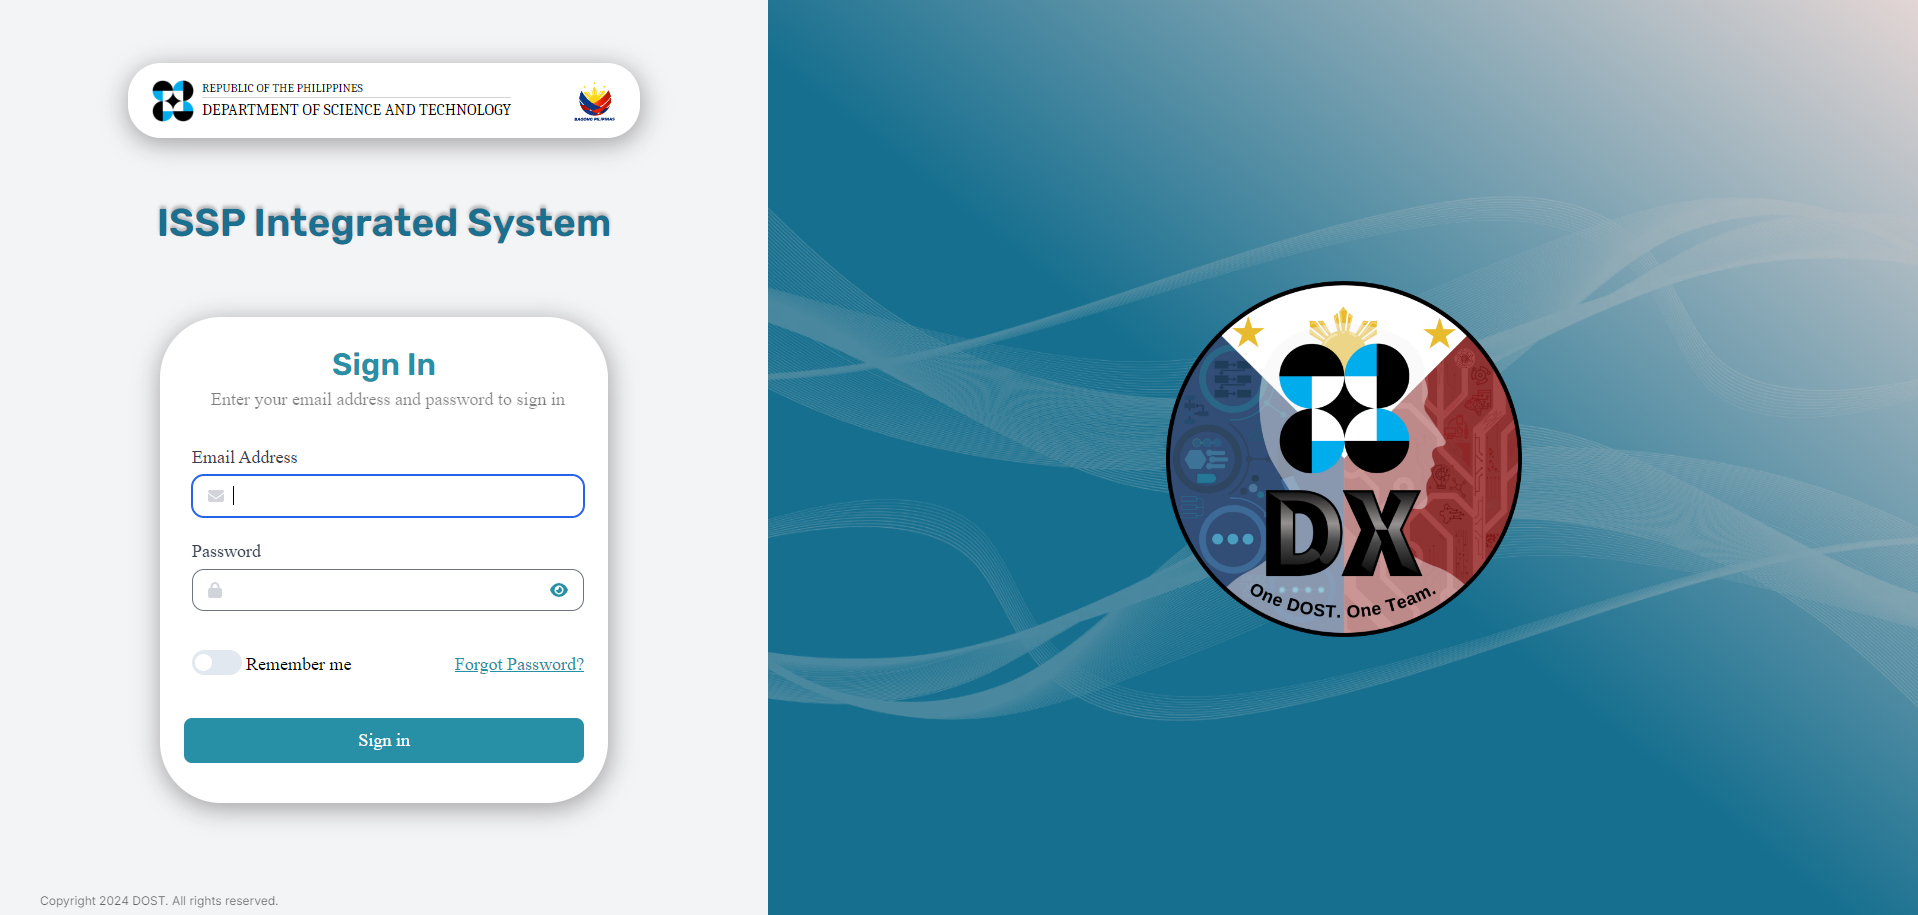 REPUBLIC OF THE PHILIPPINES
DEPARTMENT OF SCIENCE AND TECHNOLOGY
BAGONG PILIPINAS
ISSP Integrated System
Sign In
Enter your email address and password to sign in
Email Address
Password
Remember me
Forgot Password?
Sign in
Copyright 2024 DOST. All rights reserved.
DX
One DOST. One Team.